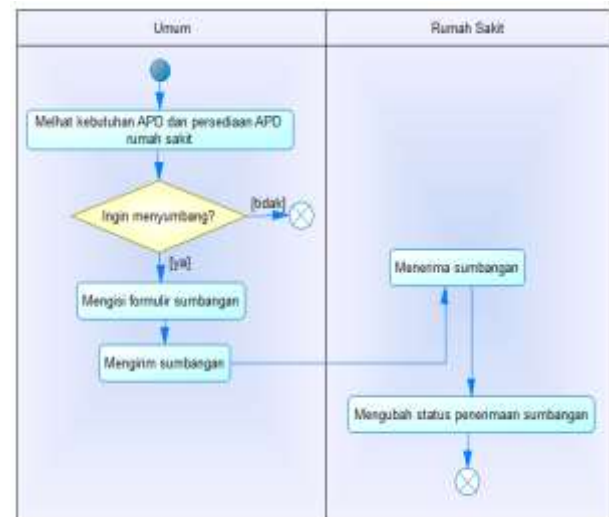 Umum
Rumah Sakit
Melihat kebutuhan APD dan persediaan APD
rumah sakit
Ingin menyumbang?
[tidak]
[ya]
Mengisi formulir sumbangan
Mengirim sumbangan
Menerima sumbangan
Mengubah status penerimaan sumbangan